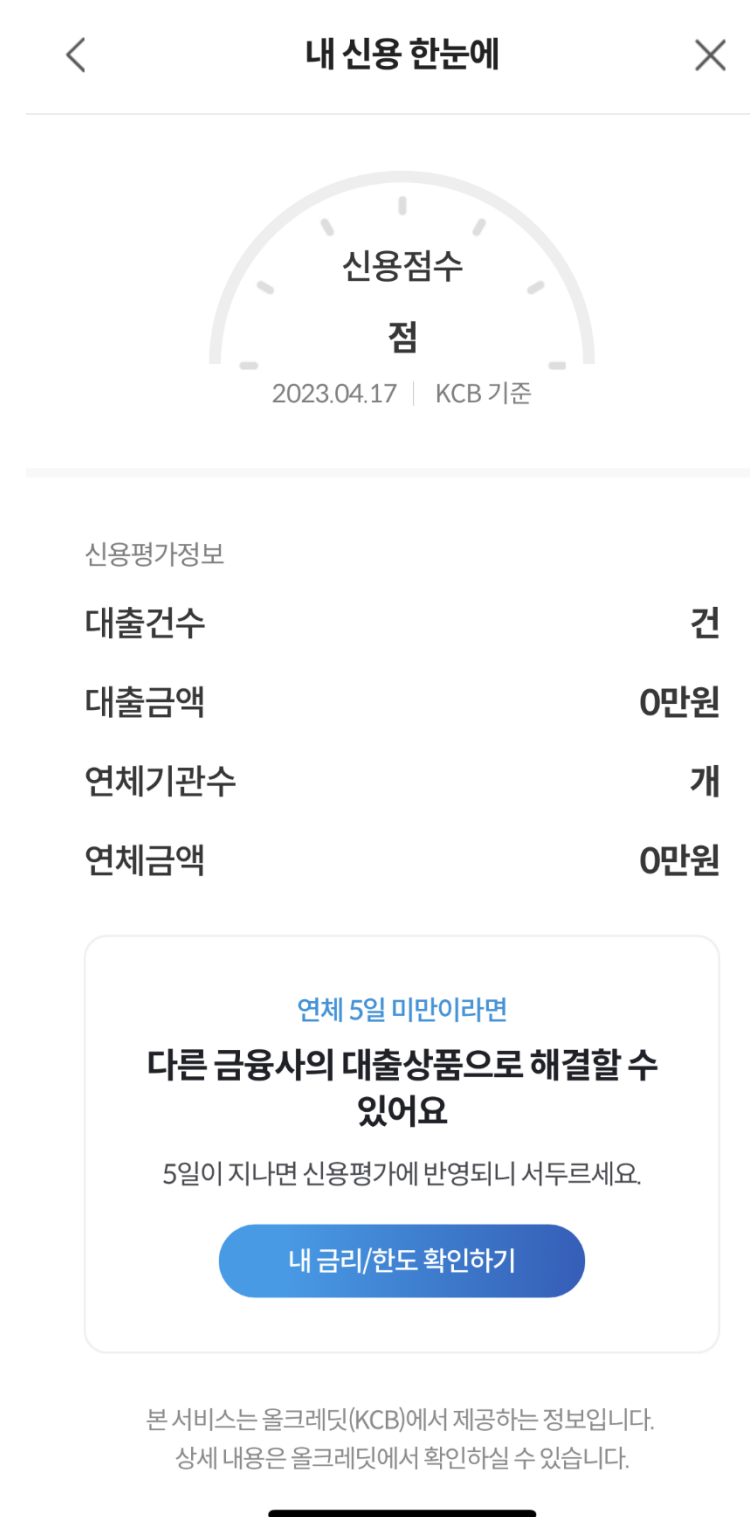 내 신용 한눈에
신용점수
점
2023.04.17 | KCB 기준
신용평가정보
대출건수 건
대출금액 0만원
연체기관수 개
연체금액 0만원
연체 5일 미만이라면
다른 금융사의 대출상품으로 해결할 수
있어요
5일이 지나면 신용평가에 반영되니 서두르세요.
내 금리/한도 확인하기
본 서비스는 올크레딧(KCB)에서 제공하는 정보입니다.
상세 내용은 올크레딧에서 확인하실 수 있습니다.